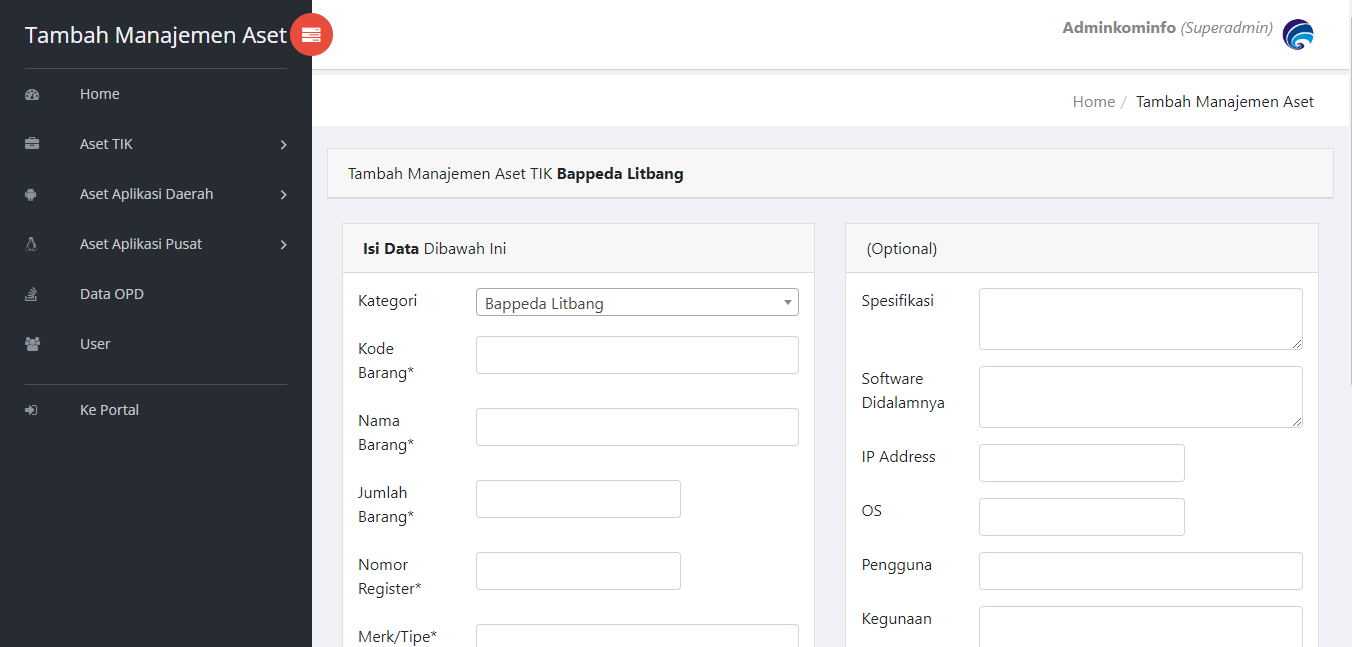 Tambah Manajemen Aset
Home
Aset TIK
Aset Aplikasi Daerah
Aset Aplikasi Pusat
Data OPD
User
Ke Portal
Adminkominfo (Superadmin)
Home / Tambah Manajemen Aset
Tambah Manajemen Aset TIK Bappeda Litbang
Isi Data Dibawah Ini
Kategori
Bappeda Litbang
Kode
Barang*
Nama
Barang*
Jumlah
Barang*
Nomor
Register*
Merk/Tipe*
(Optional)
Spesifikasi
Software
Didalamnya
IP Address
OS
Pengguna
Kegunaan